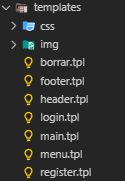 templates
css
img
borrar.tpl
footer.tpl
header.tpl
login.tpl
main.tpl
menu.tpl
register.tpl